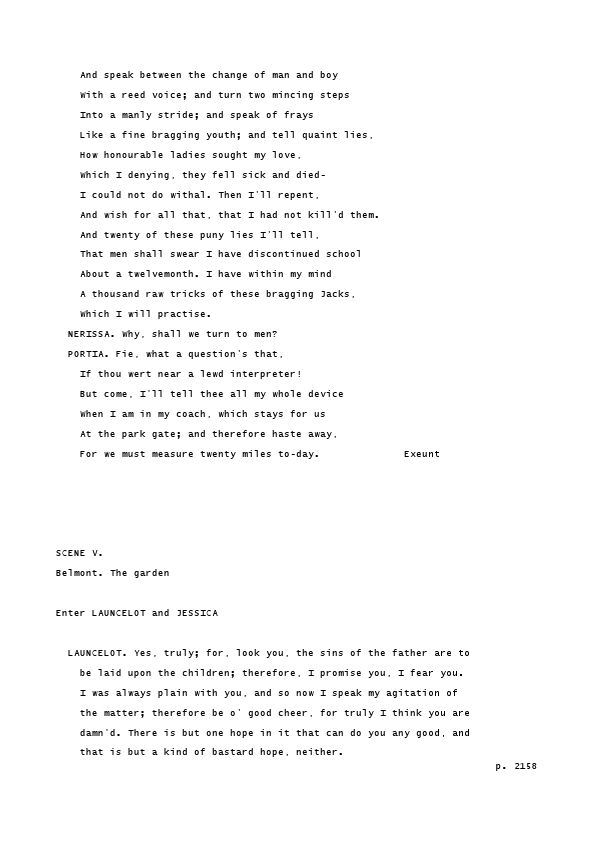 And speak between the change of man and boy
With a reed voice; and turn two mincing steps
Into a manly stride; and speak of frays
Like a fine bragging youth; and tell quaint lies,
How honourable ladies sought my love,
Which I denying, they fell sick and died-
I could not do withal. Then I'll repent,
And wish for all that, that I had not kill'd them.
And twenty of these puny lies I'll tell,
That men shall swear I have discontinued school
About a twelvemonth. I have within my mind
A thousand raw tricks of these bragging Jacks,
Which I will practise.
NERISSA. Why, shall we turn to men?
PORTIA. Fie, what a question's that,
If thou wert near a lewd interpreter!
But come, I'll tell thee all my whole device
When I am in my coach, which stays for us
At the park gate; and therefore haste away,
For we must measure twenty miles to-day. Exeunt
SCENE V.
Belmont. The garden
Enter LAUNCELOT and JESSICA
LAUNCELOT. Yes, truly; for, look you, the sins of the father are to
be laid upon the children; therefore, I promise you, I fear you.
I was always plain with you, and so now I speak my agitation of
the matter; therefore be o' good cheer, for truly I think you are
damn'd. There is but one hope in it that can do you any good, and
that is but a kind of bastard hope, neither.
p. 2158